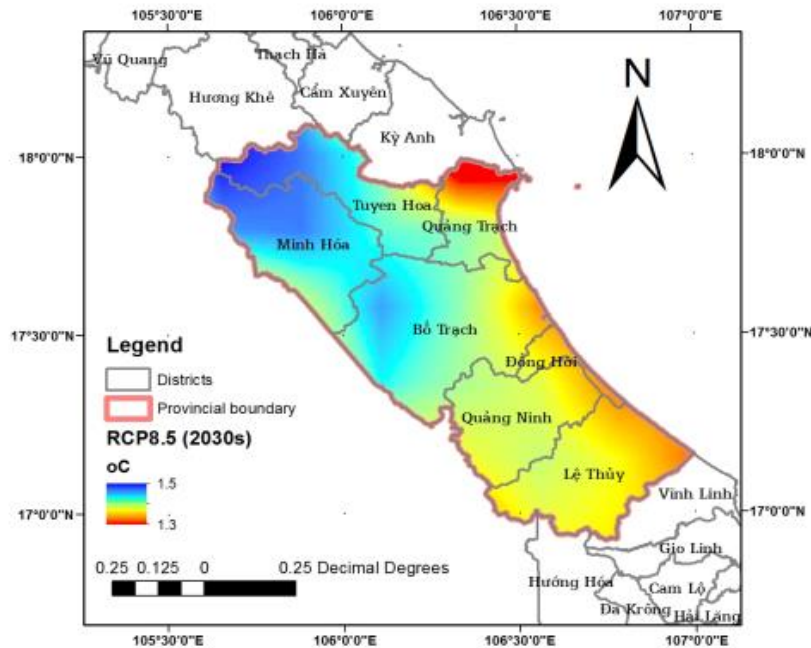 105°30'0"E 106°0'0"E 106°30'0"E 107°0'0"E
Vũ Quang
Thạch Hà
Hương Khê
Cẩm Xuyên
Kỳ Anh
N
18°0'0"N 18°0'0"N
Tuyen Hoa
Quảng Trạch
Minh Hóa
17°30'0"N 17°30'0"N
Bố Trạch
Đồng Hới
Quảng Ninh
Lệ Thủy
Legend
Districts
Provincial boundary
RCP8.5 (2030s)
oC
1.5
1.3
17°0'0"N 17°0'0"N
Vĩnh Linh
Gio Linh
Hướng Hóa
Cam Lộ
Đa Krông
Hải Lăng
0.25 0.125 0 0.25 Decimal Degrees
105°30'0"E 106°0'0"E 106°30'0"E 107°0'0"E